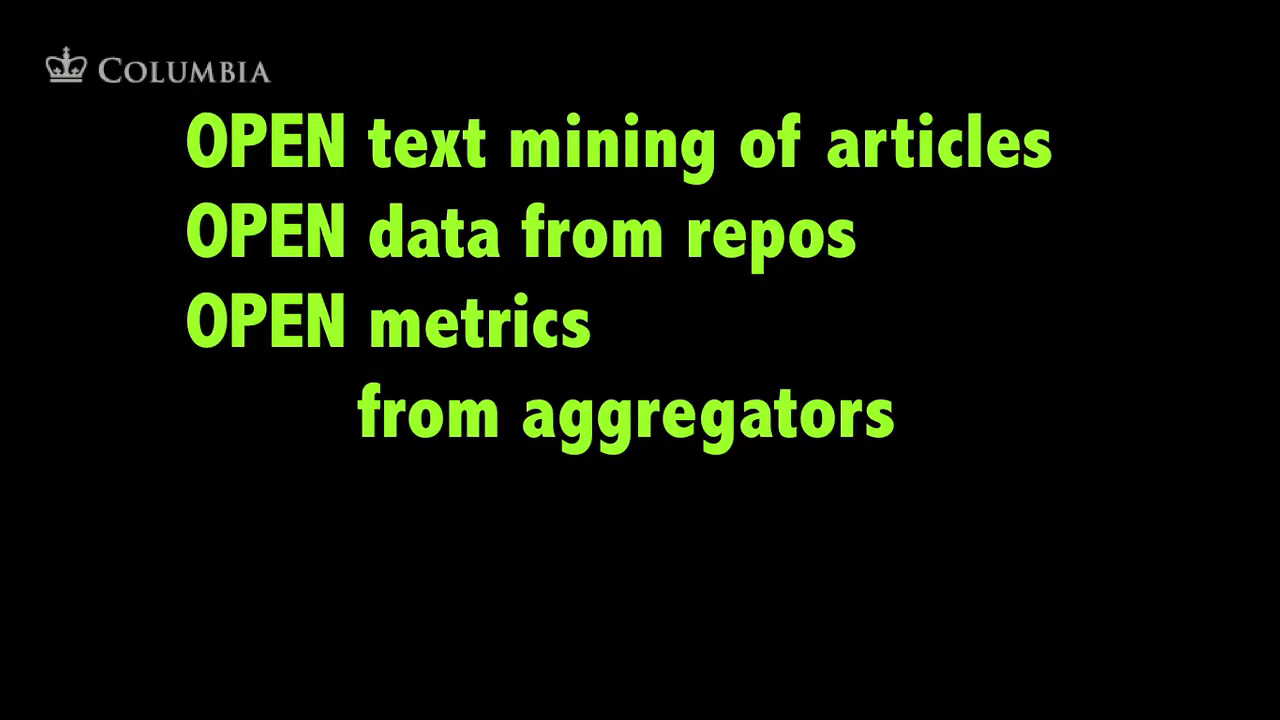 COLUMBIA
OPEN text mining of articles
OPEN data from repos
OPEN metrics
from aggregators